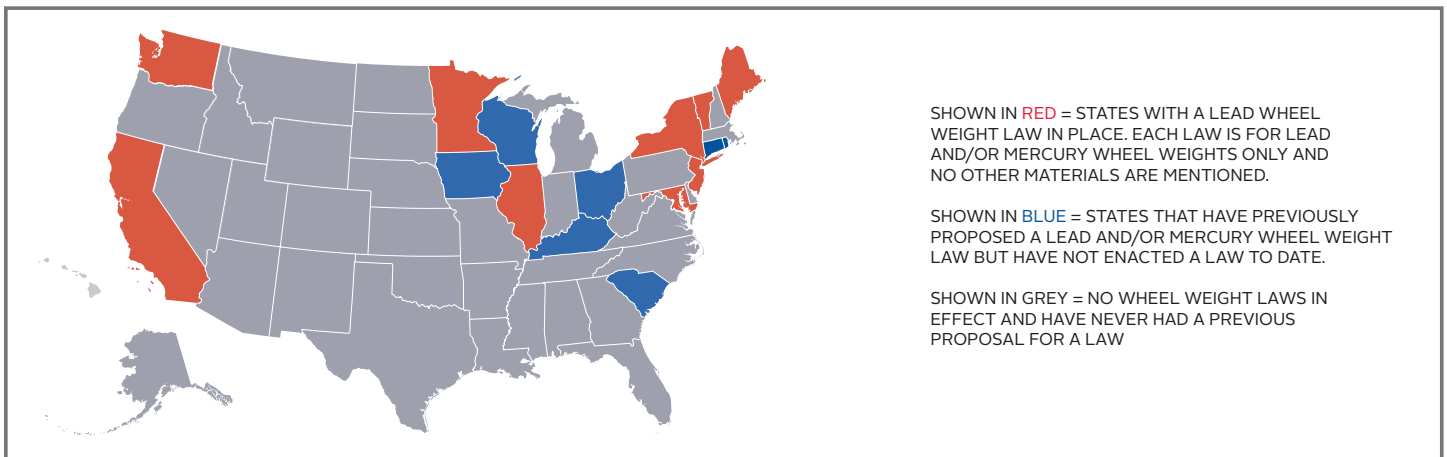 SHOWN IN RED = STATES WITH A LEAD WHEEL
WEIGHT LAW IN PLACE. EACH LAW IS FOR LEAD
AND/OR MERCURY WHEEL WEIGHTS ONLY AND
NO OTHER MATERIALS ARE MENTIONED.
SHOWN IN BLUE = STATES THAT HAVE PREVIOUSLY
PROPOSED A LEAD AND/OR MERCURY WHEEL WEIGHT
LAW BUT HAVE NOT ENACTED A LAW TO DATE.
SHOWN IN GREY = NO WHEEL WEIGHT LAWS IN
EFFECT AND HAVE NEVER HAD A PREVIOUS
PROPOSAL FOR A LAW